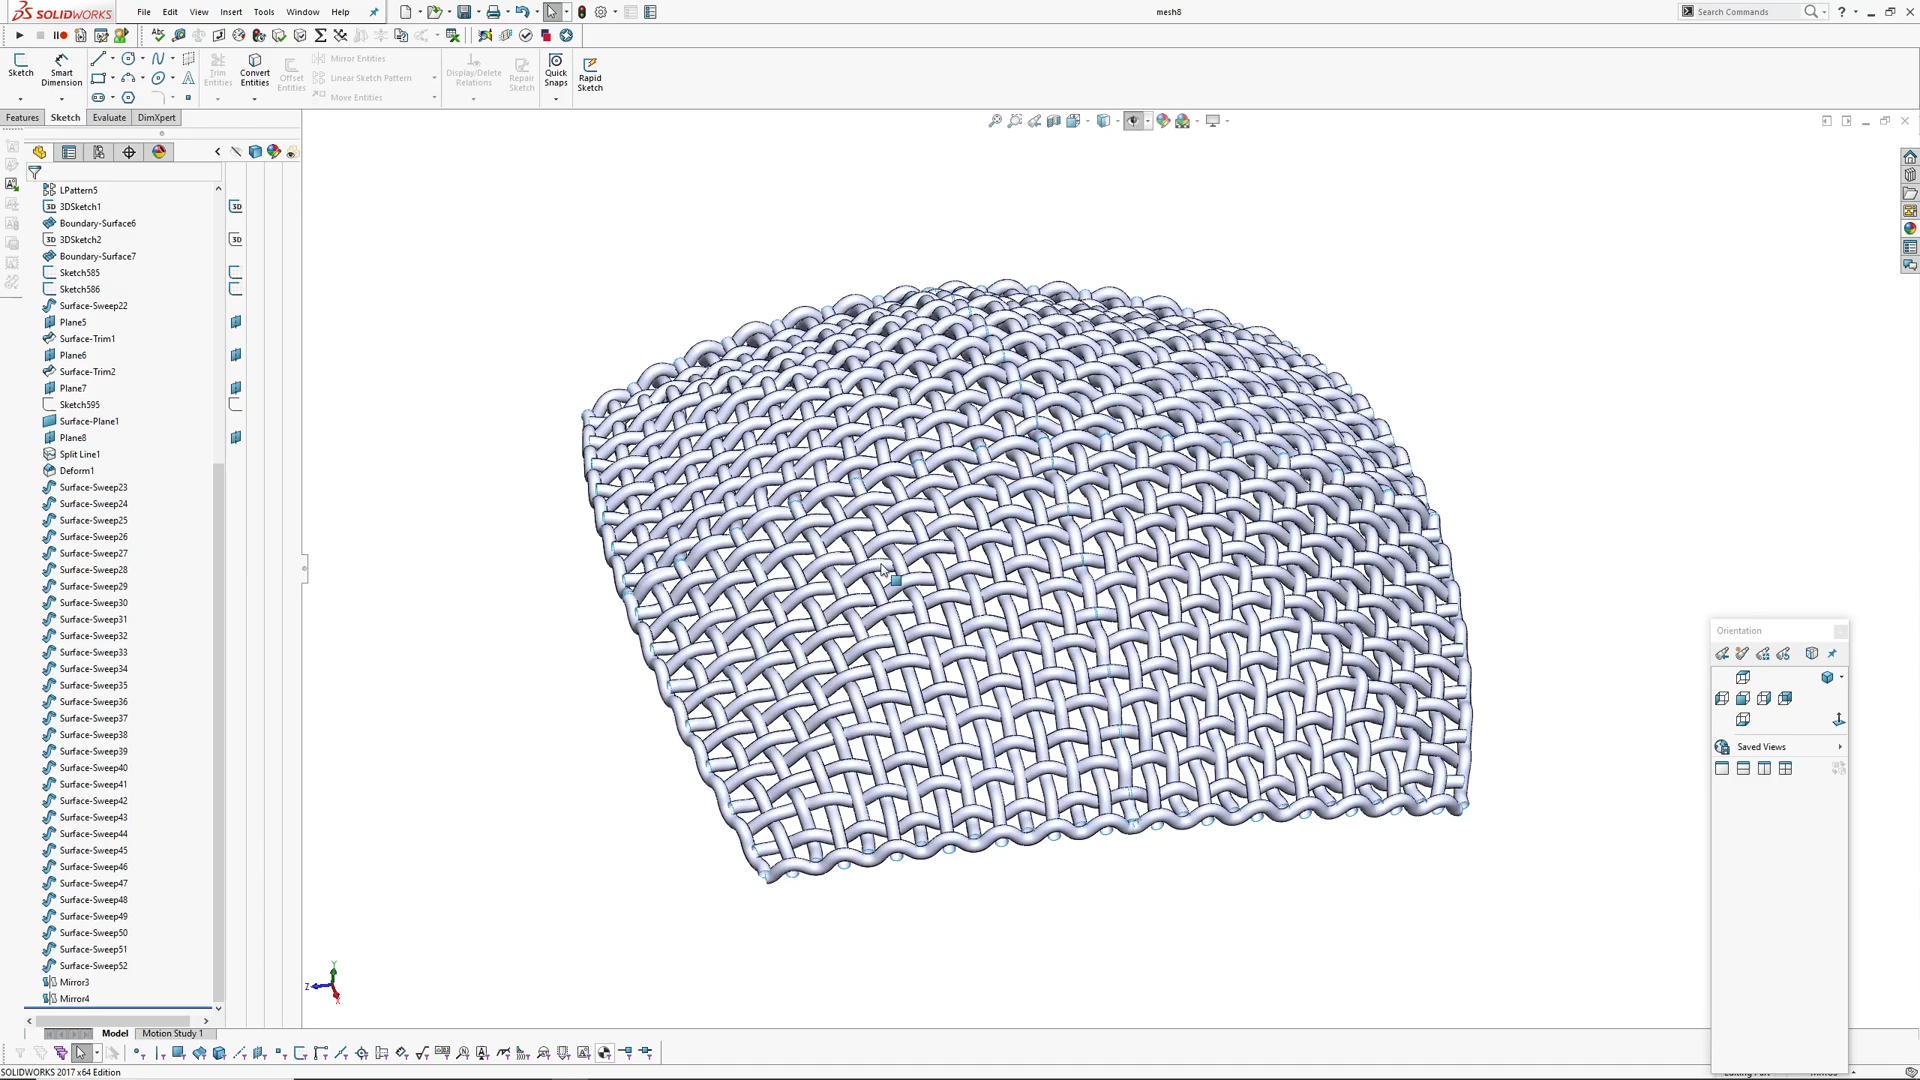 SOLIDWORKS
File Edit View Insert Tools Window Help
mesh8
Search Commands
Sketch
Smart Dimension
Trim Entities
Convert Entities
Offset Entities
Mirror Entities
Linear Sketch Pattern
Move Entities
Display/Delete Relations
Repair Sketch
Quick Snaps
Rapid Sketch
Features Sketch Evaluate DimXpert
LPattern5
3DSketch1
Boundary-Surface6
3DSketch2
Boundary-Surface7
Sketch585
Sketch586
Surface-Sweep22
Plane5
Surface-Trim1
Plane6
Surface-Trim2
Plane7
Sketch595
Surface-Plane1
Plane8
Split Line1
Deform1
Surface-Sweep23
Surface-Sweep24
Surface-Sweep25
Surface-Sweep26
Surface-Sweep27
Surface-Sweep28
Surface-Sweep29
Surface-Sweep30
Surface-Sweep31
Surface-Sweep32
Surface-Sweep33
Surface-Sweep34
Surface-Sweep35
Surface-Sweep36
Surface-Sweep37
Surface-Sweep38
Surface-Sweep39
Surface-Sweep40
Surface-Sweep41
Surface-Sweep42
Surface-Sweep43
Surface-Sweep44
Surface-Sweep45
Surface-Sweep46
Surface-Sweep47
Surface-Sweep48
Surface-Sweep49
Surface-Sweep50
Surface-Sweep51
Surface-Sweep52
Mirror3
Mirror4
Y
Z
X
Orientation
Saved Views
Model Motion Study 1
SOLIDWORKS 2017 x64 Edition